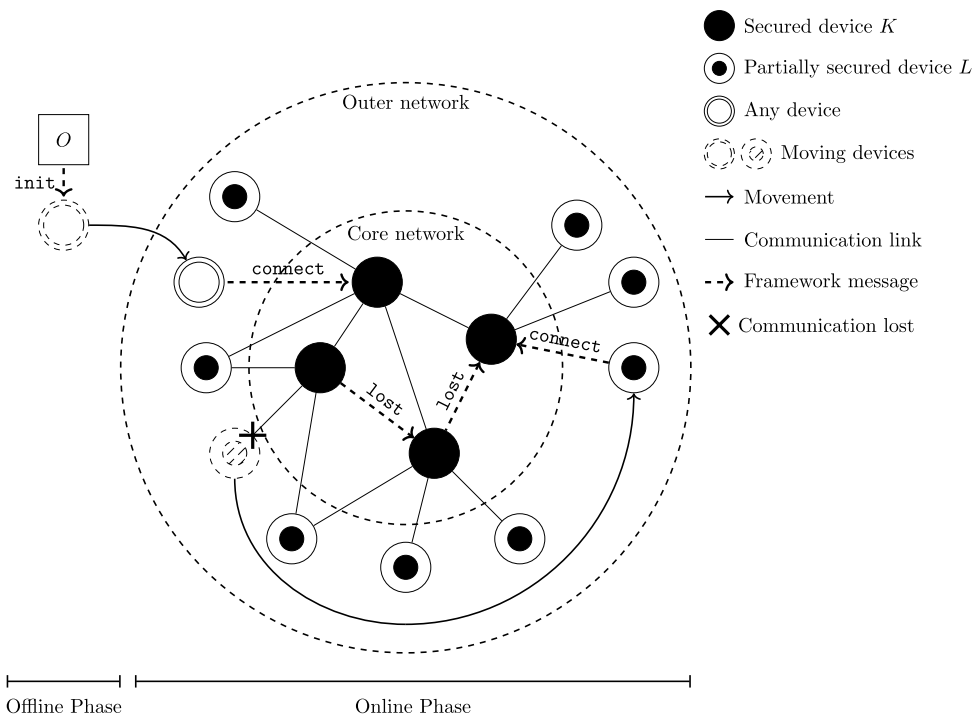 Secured device K
Partially secured device L
Any device
Moving devices
Movement
Communication link
Framework message
Communication lost
Outer network
O
init
Core network
connect
connect
lost
lost
Offline Phase
Online Phase